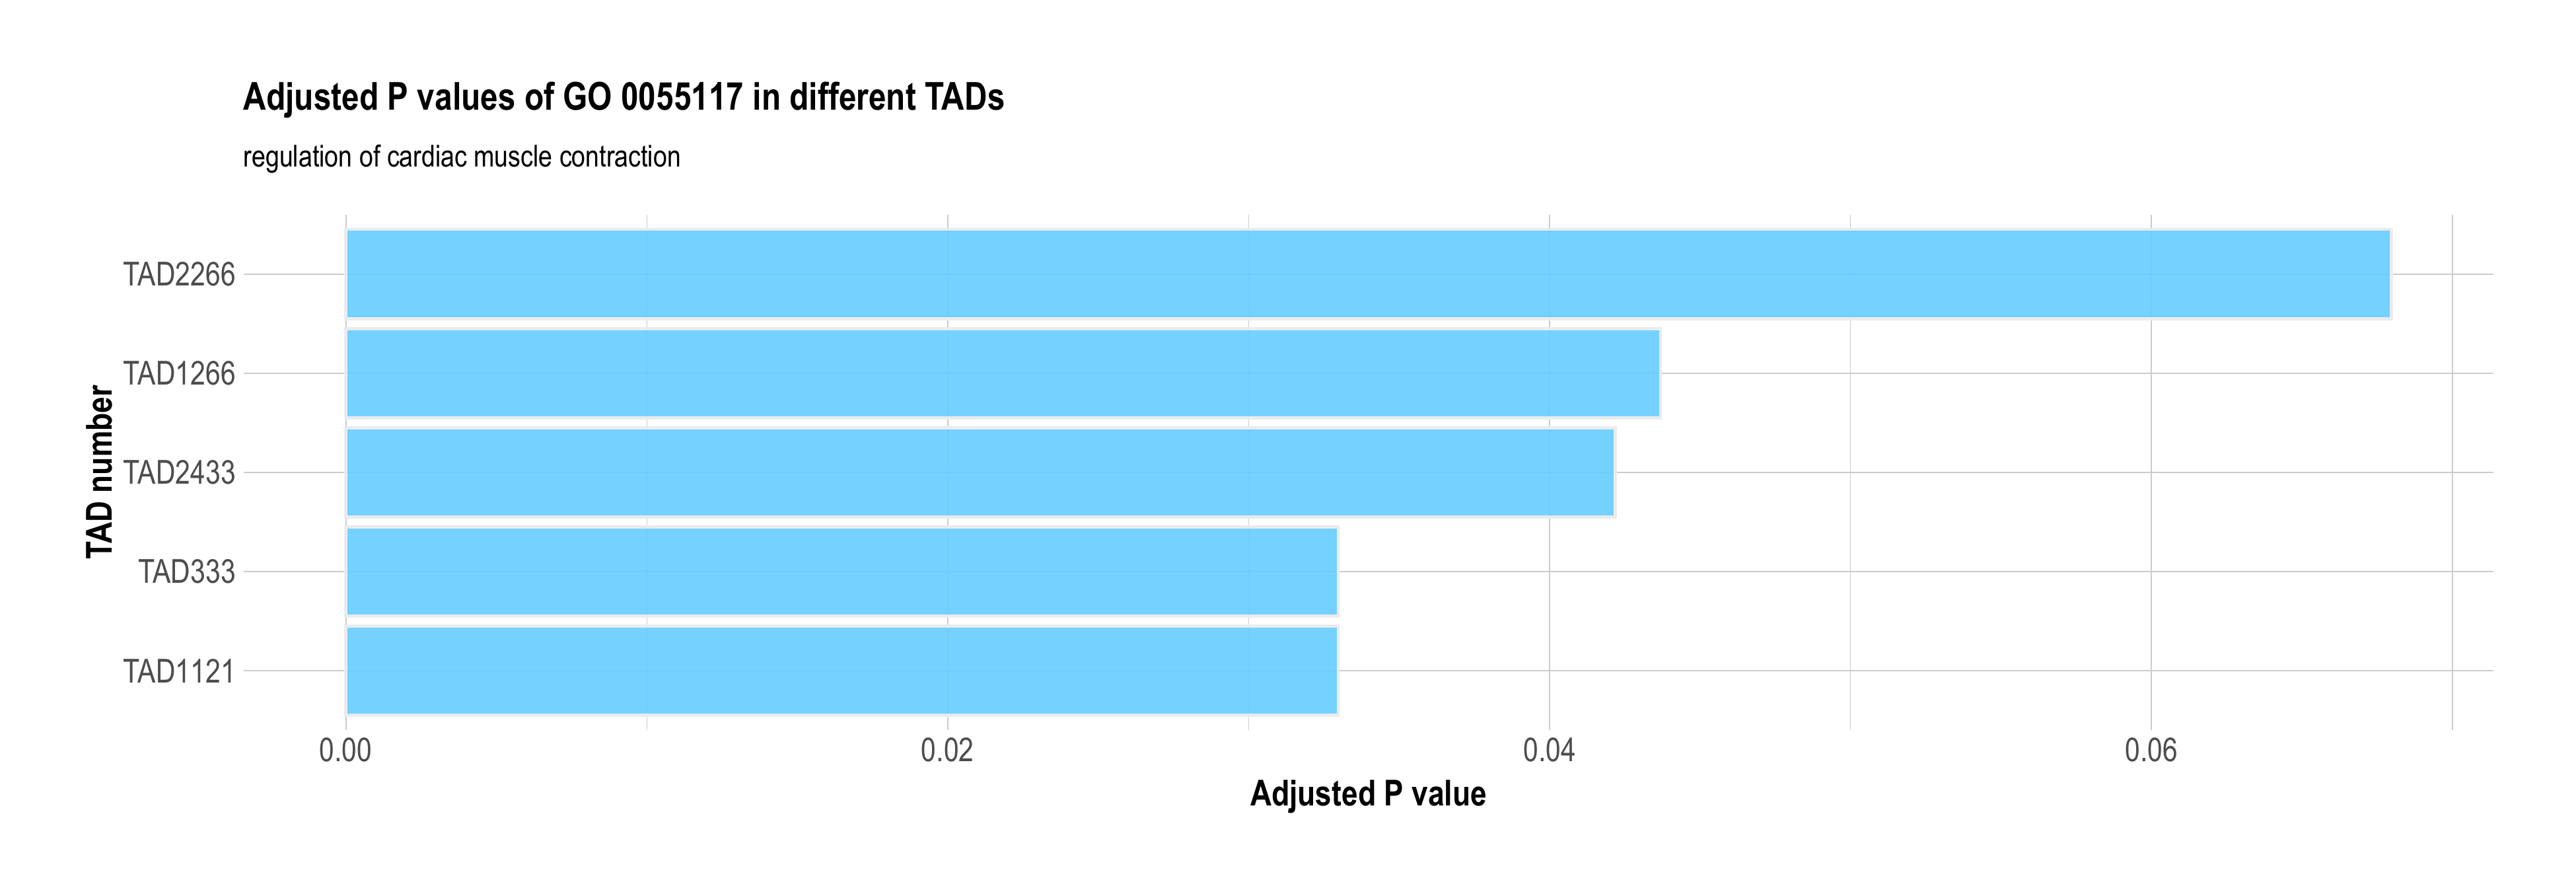 Adjusted P values of GO 0055117 in different TADs
regulation of cardiac muscle contraction
TAD number
TAD2266
TAD1266
TAD2433
TAD333
TAD1121
0.00 0.02 0.04 0.06
Adjusted P value